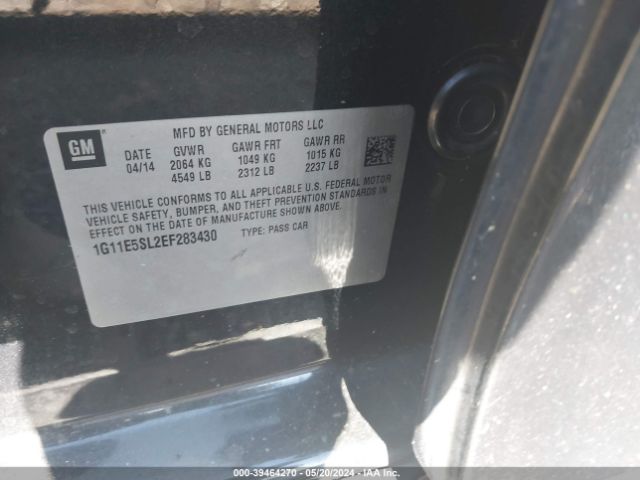 GM
MFD BY GENERAL MOTORS LLC
DATE GVWR GAWR FRT GAWR RR
04/14 2064 KG 1049 KG 1015 KG
4549 LB 2312 LB 2237 LB
THIS VEHICLE CONFORMS TO ALL APPLICABLE U.S. FEDERAL MOTOR
VEHICLE SAFETY, BUMPER, AND THEFT PREVENTION STANDARDS IN
EFFECT ON THE DATE OF MANUFACTURE SHOWN ABOVE.
1G11E5SL2EF283430 TYPE: PASS CAR
000-39464270 - 05/20/2024 - IAA Inc.